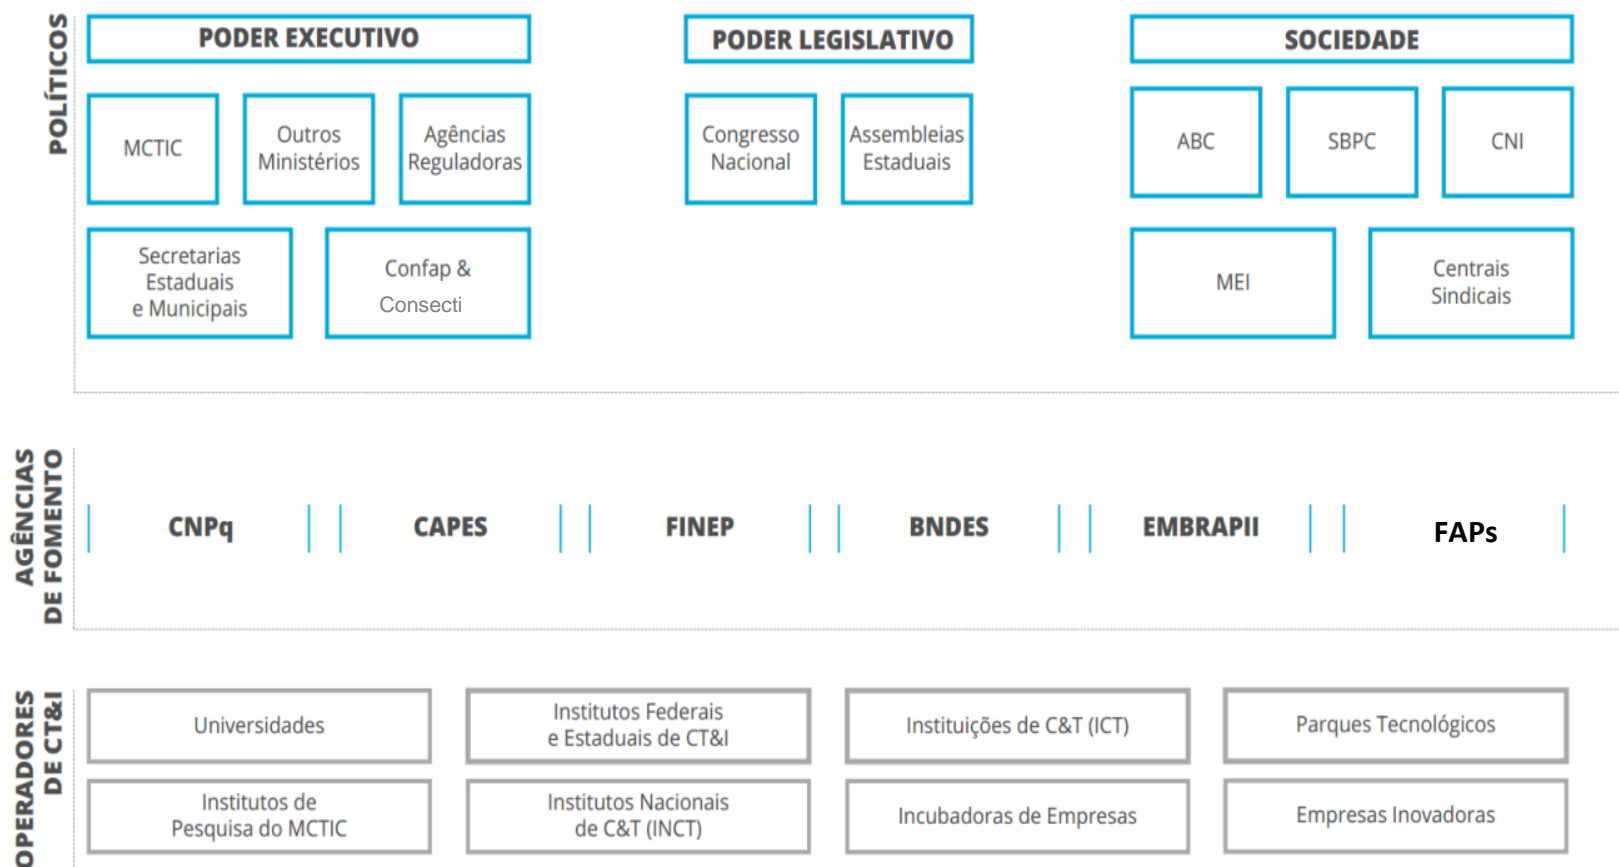 POLÍTICOS
PODER EXECUTIVO
PODER LEGISLATIVO
SOCIEDADE
MCTIC
Outros
Ministérios
Agências
Reguladoras
Congresso
Nacional
Assembleias
Estaduais
ABC
SBPC
CNI
Secretarias
Estaduais
e Municipais
Confap &
Consecti
MEI
Centrais
Sindicais
AGÊNCIAS
DE FOMENTO
CNPq
CAPES
FINEP
BNDES
EMBRAPII
FAPs
OPERADORES
DE CT&I
Universidades
Institutos Federais
e Estaduais de CT&I
Instituições de C&T (ICT)
Parques Tecnológicos
Institutos de
Pesquisa do MCTIC
Institutos Nacionais
de C&T (INCT)
Incubadoras de Empresas
Empresas Inovadoras